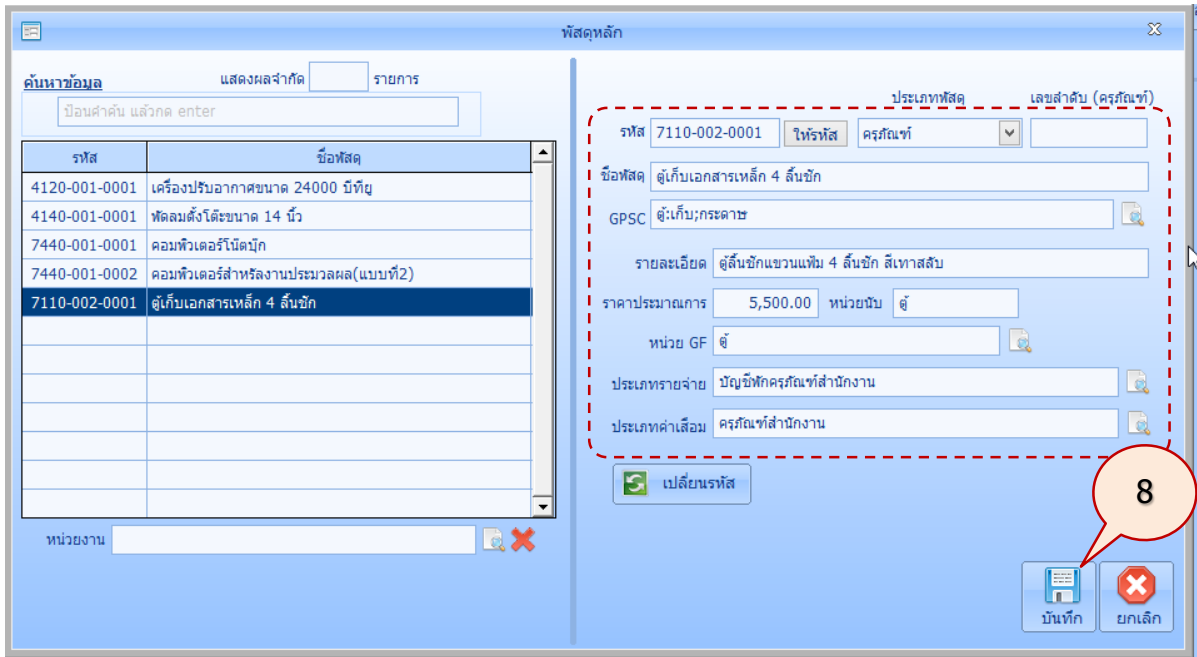 พัสดุหลัก
ค้นหาข้อมูล แสดงผลจำกัด รายการ
ป้อนคำค้น แล้วกด enter
รหัส ชื่อพัสดุ
4120-001-0001 เครื่องปรับอากาศขนาด 24000 บีทียู
4140-001-0001 พัดลมตั้งโต๊ะขนาด 14 นิ้ว
7440-001-0001 คอมพิวเตอร์โน๊ตบุ๊ก
7440-001-0002 คอมพิวเตอร์สำหรัลงานประมวลผล(แบบที่2)
7110-002-0001 ตู้เก็บเอกสารเหล็ก 4 ลิ้นชัก
หน่วยงาน
ประเภทพัสดุ เลขลำดับ (ครุภัณฑ์)
รหัส 7110-002-0001 ให้รหัส ครุภัณฑ์
ชื่อพัสดุ ตู้เก็บเอกสารเหล็ก 4 ลิ้นชัก
GPSC ตู้:เก็บ;กระดาษ
รายละเอียด ตู้ลิ้นชักแขวนแฟ้ม 4 ลิ้นชัก สีเทาสลับ
ราคาประมาณการ 5,500.00 หน่วยนับ ตู้
หน่วย GF ตู้
ประเภทรายจ่าย บัญชีพักครุภัณฑ์สำนักงาน
ประเภทค่าเสื่อม ครุภัณฑ์สำนักงาน
เปลี่ยนรหัส
8
บันทึก ยกเลิก